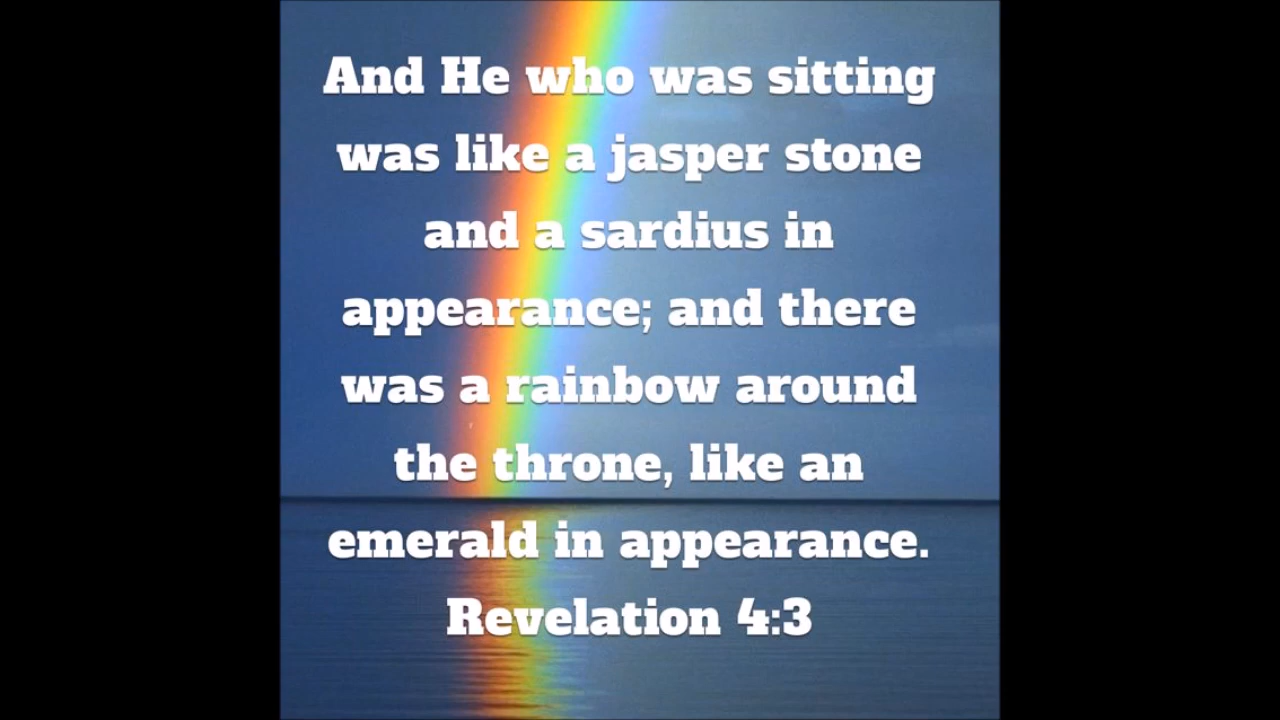 And He who was sitting
was like a jasper stone
and a sardius in
appearance; and there
was a rainbow around
the throne, like an
emerald in appearance.
Revelation 4:3